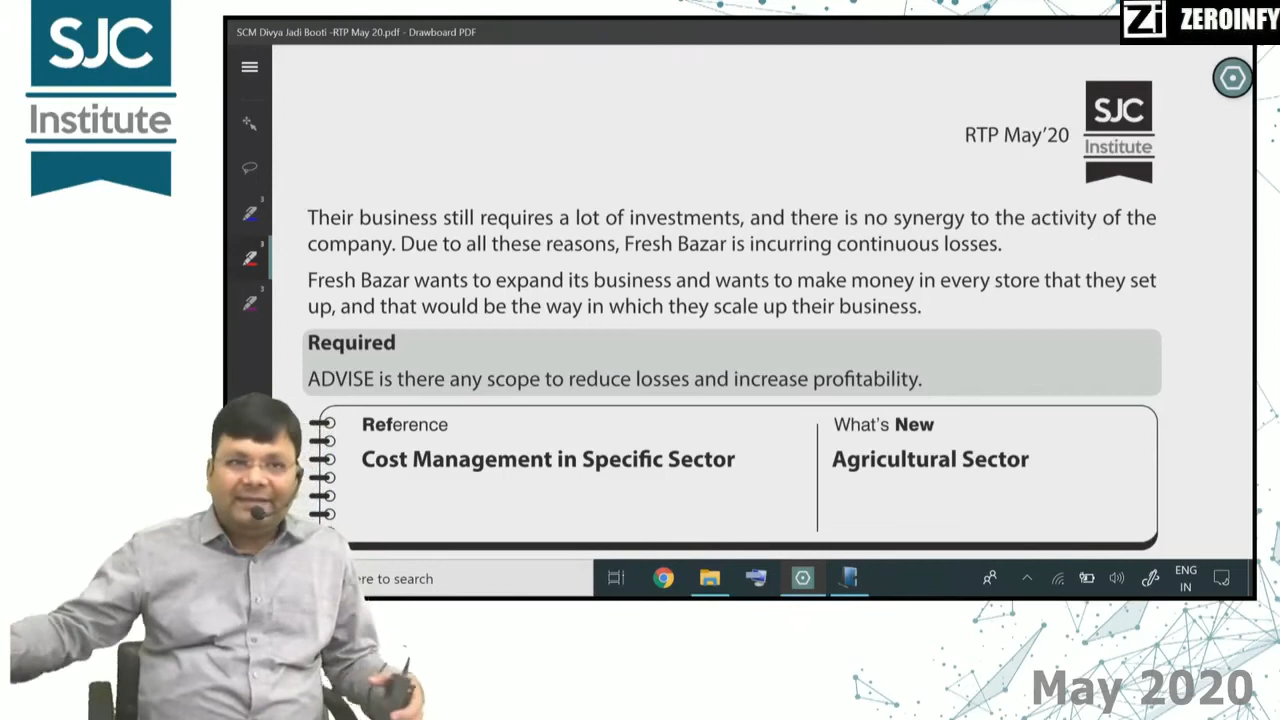 SJC
Institute
Zi ZEROINFY
SCM Divya Jadi Booti -RTP May 20.pdf - Drawboard PDF
RTP May'20
SJC
Institute
3
3
3
Their business still requires a lot of investments, and there is no synergy to the activity of the
company. Due to all these reasons, Fresh Bazar is incurring continuous losses.
Fresh Bazar wants to expand its business and wants to make money in every store that they set
up, and that would be the way in which they scale up their business.
Required
ADVISE is there any scope to reduce losses and increase profitability.
Reference
What's New
Cost Management in Specific Sector
Agricultural Sector
re to search
ENG
IN
May 2020